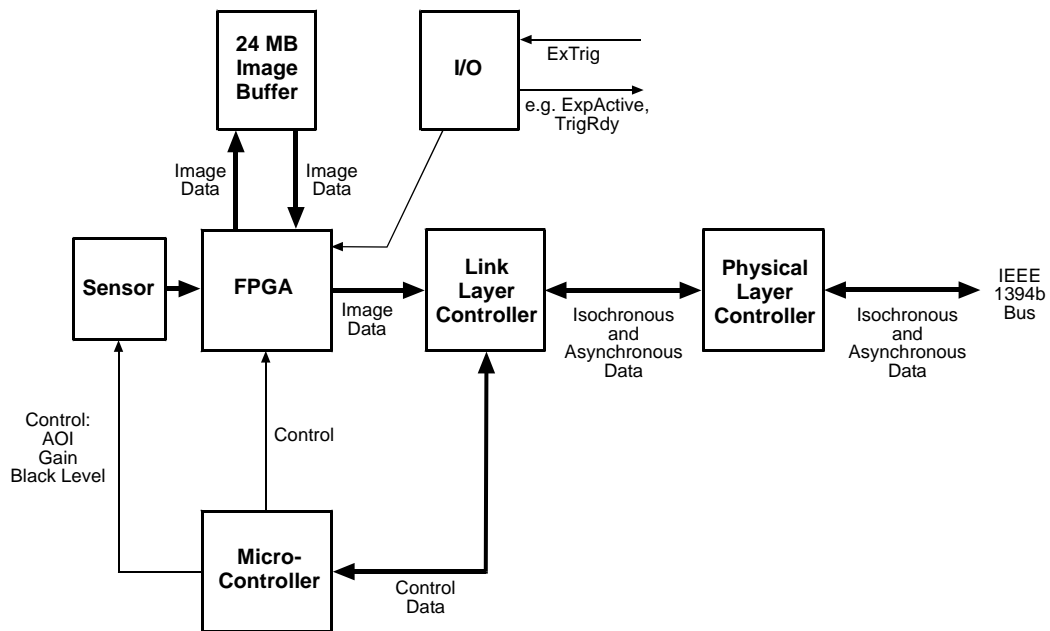 24 MB
Image
Buffer
I/O
ExTrig
e.g. ExpActive,
TrigRdy
Image
Data
Image
Data
Sensor
FPGA
Image
Data
Link
Layer
Controller
Isochronous
and
Asynchronous
Data
Physical
Layer
Controller
Isochronous
and
Asynchronous
Data
IEEE
1394b
Bus
Control:
AOI
Gain
Black Level
Control
Micro-
Controller
Control
Data